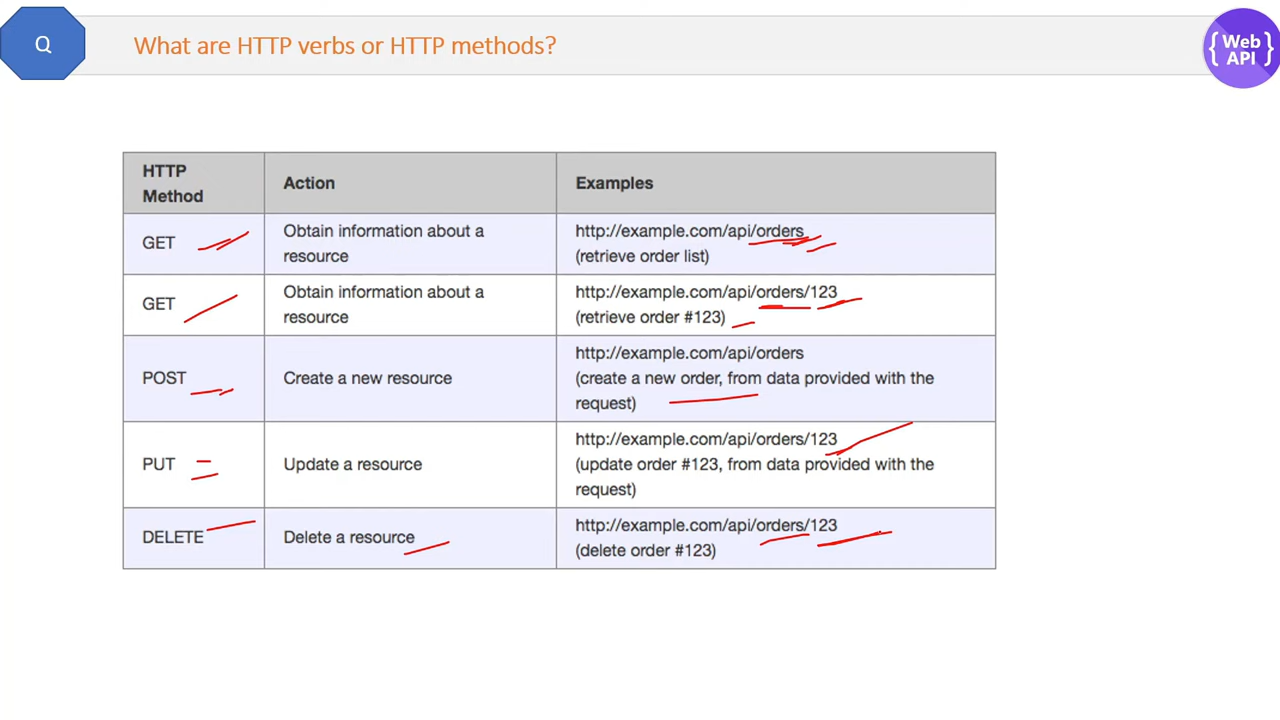 Q
What are HTTP verbs or HTTP methods?
{Web API}
HTTP Method
Action
Examples
GET
Obtain information about a
resource
http://example.com/api/orders
(retrieve order list)
GET
Obtain information about a
resource
http://example.com/api/orders/123
(retrieve order #123)
POST
Create a new resource
http://example.com/api/orders
(create a new order, from data provided with the
request)
PUT
Update a resource
http://example.com/api/orders/123
(update order #123, from data provided with the
request)
DELETE
Delete a resource
http://example.com/api/orders/123
(delete order #123)